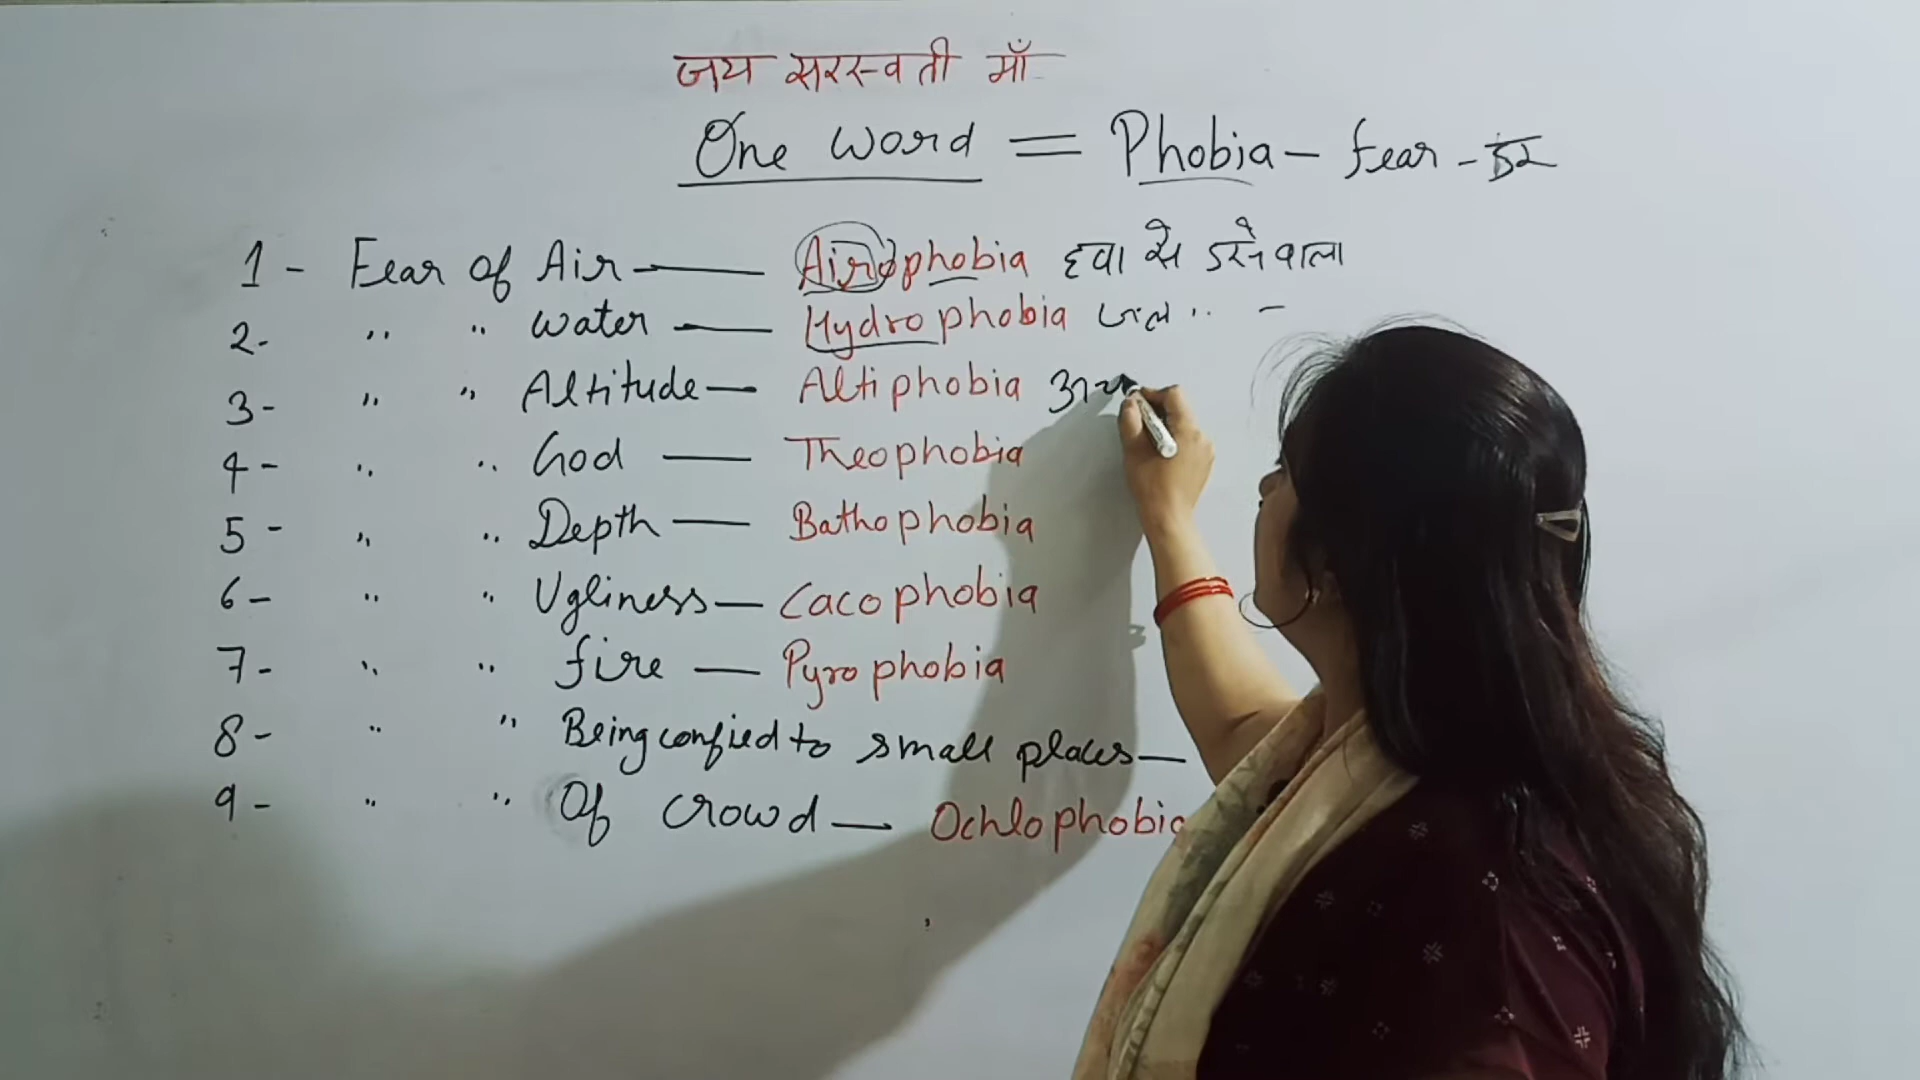 जय सरस्वती माँ
One word = Phobia - fear - डर
1 - Fear of Air — Airophobia हवा से डरने वाला
2 - " " water — Hydrophobia जल " -
3 - " " Altitude — Altiphobia
4 - " " God — Theophobia
5 - " " Depth — Bathophobia
6 - " " Ugliness — Cacophobia
7 - " " fire — Pyrophobia
8 - " " Being confied to small places —
9 - " " Of Crowd — Ochlophobia